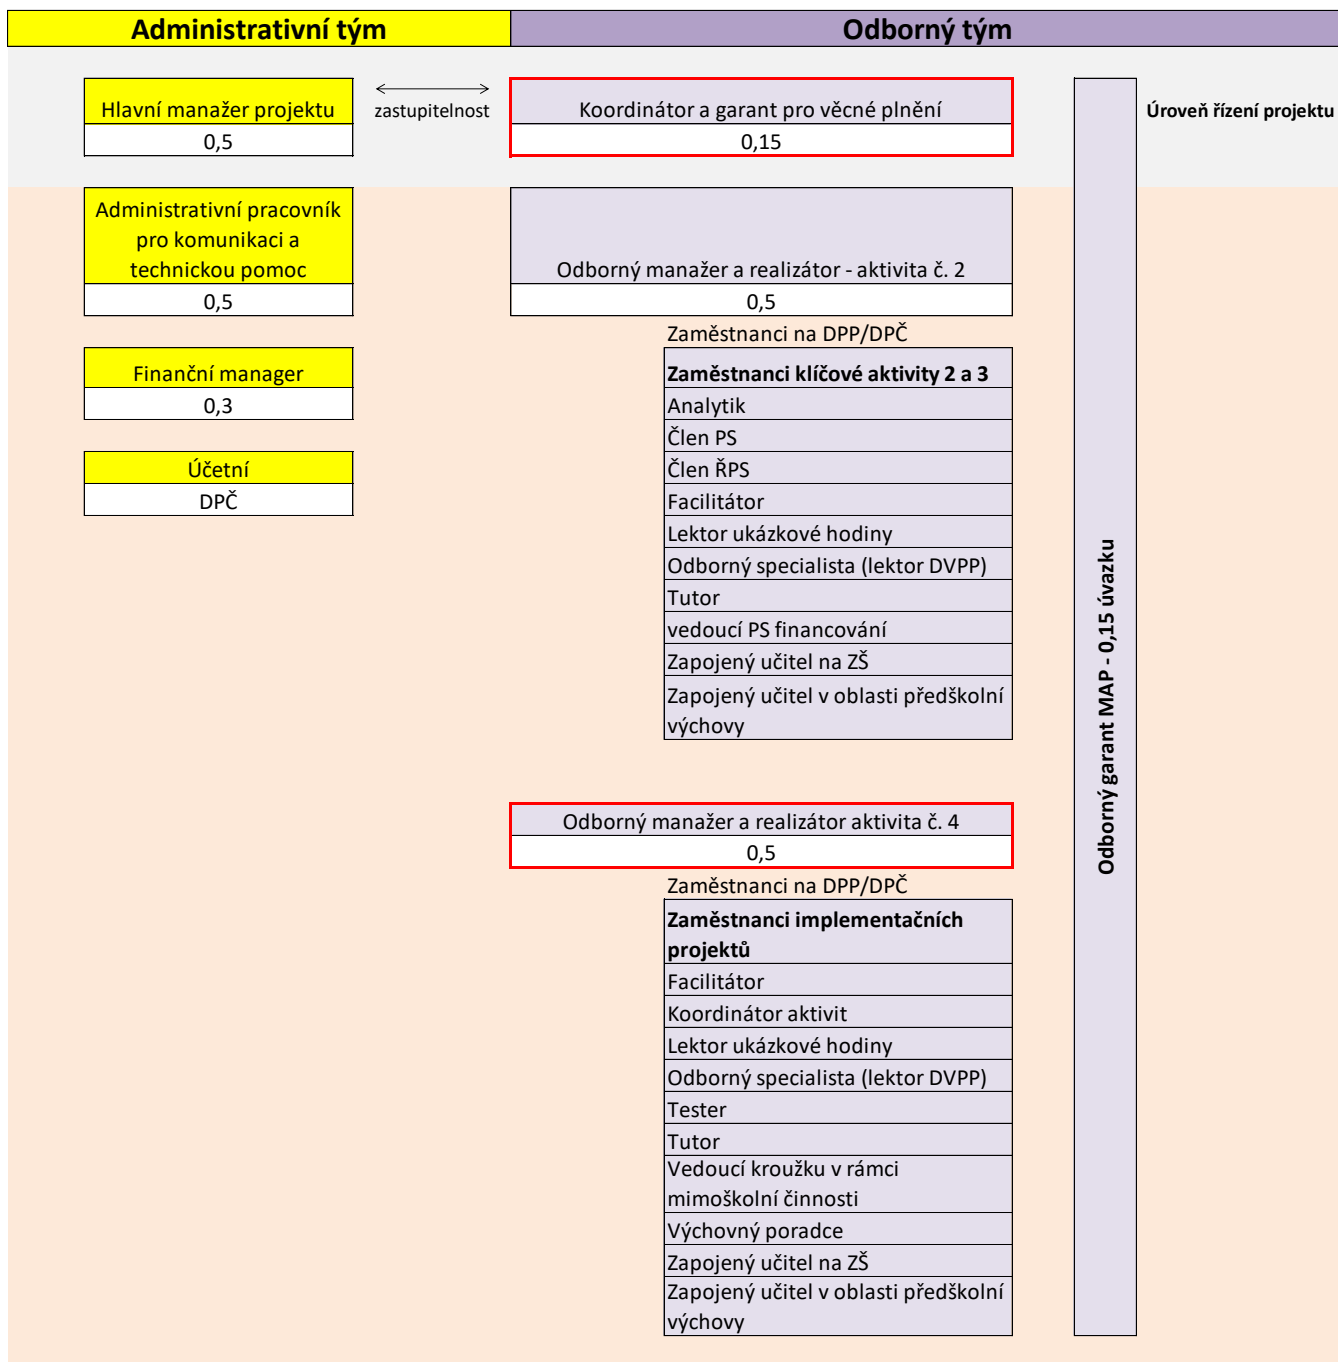 Administrativní tým
Odborný tým
Hlavní manažer projektu
0,5
zastupitelnost
Koordinátor a garant pro věcné plnění
0,15
Úroveň řízení projektu
Administrativní pracovník
pro komunikaci a
technickou pomoc
0,5
Odborný manažer a realizátor - aktivita č. 2
0,5
Finanční manager
0,3
Účetní
DPČ
Zaměstnanci na DPP/DPČ
Zaměstnanci klíčové aktivity 2 a 3
Analytik
Člen PS
Člen ŘPS
Facilitátor
Lektor ukázkové hodiny
Odborný specialista (lektor DVPP)
Tutor
vedoucí PS financování
Zapojený učitel na ZŠ
Zapojený učitel v oblasti předškolní
výchovy
Odborný manažer a realizátor aktivita č. 4
0,5
Zaměstnanci na DPP/DPČ
Zaměstnanci implementačních
projektů
Facilitátor
Koordinátor aktivit
Lektor ukázkové hodiny
Odborný specialista (lektor DVPP)
Tester
Tutor
Vedoucí kroužku v rámci
mimoškolní činnosti
Výchovný poradce
Zapojený učitel na ZŠ
Zapojený učitel v oblasti předškolní
výchovy
Odborný garant MAP - 0,15 úvazku